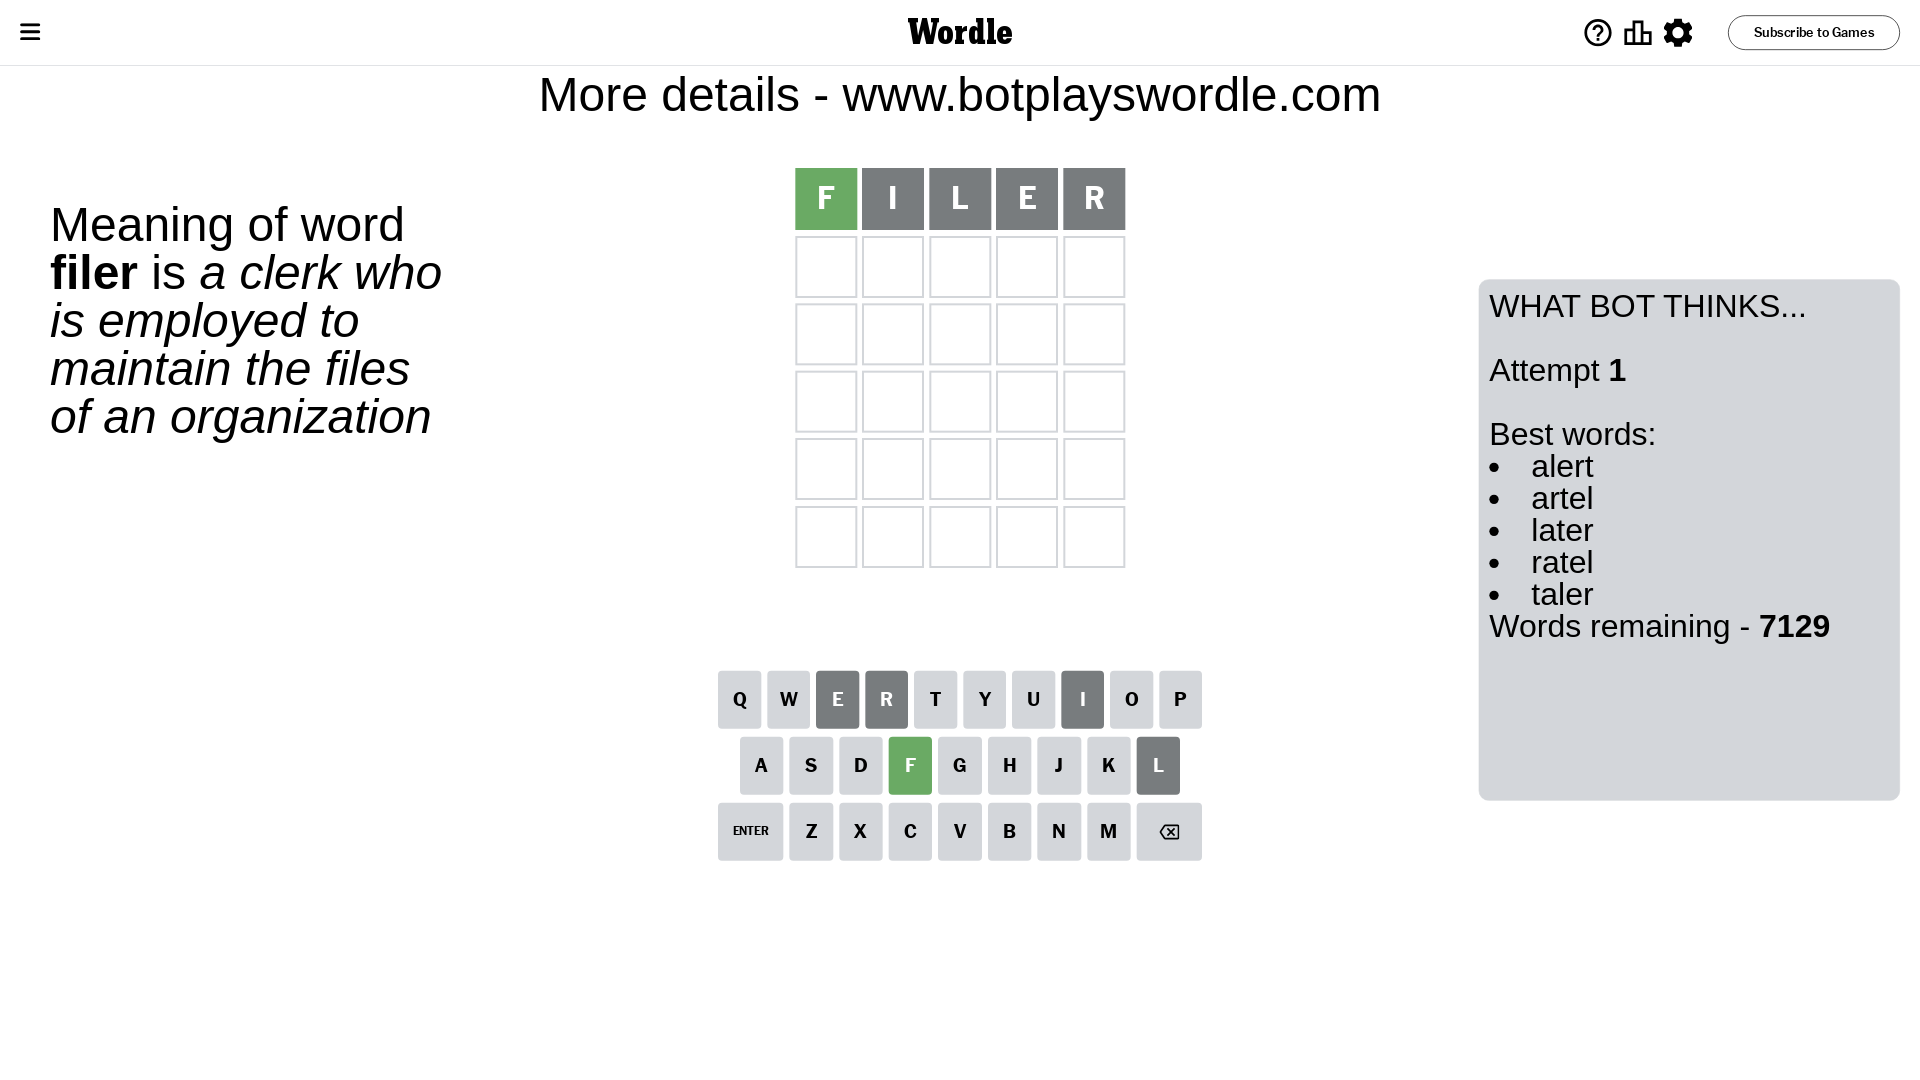 Wordle
Subscribe to Games
More details - www.botplayswordle.com
Meaning of word
filer is a clerk who
is employed to
maintain the files
of an organization
F I L E R
WHAT BOT THINKS...
Attempt 1
Best words:
• alert
• artel
• later
• ratel
• taler
Words remaining - 7129
Q W E R T Y U I O P
A S D F G H J K L
ENTER Z X C V B N M